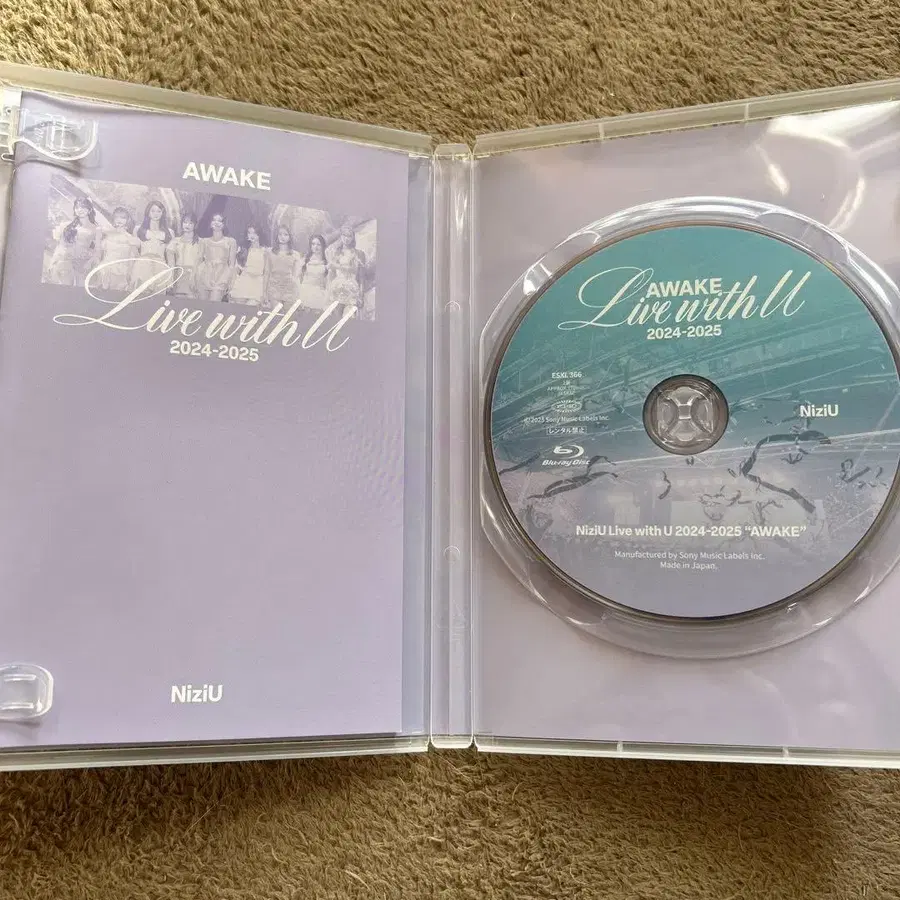 AWAKE
Live with U
2024-2025
NiziU
AWAKE
Live with U
2024-2025
ESXL 366
NiziU
©2025 Sony Music Labels Inc.
レンタル禁止
Blu-ray Disc
NiziU Live with U 2024-2025 “AWAKE”
Manufactured by Sony Music Labels Inc.
Made in Japan.